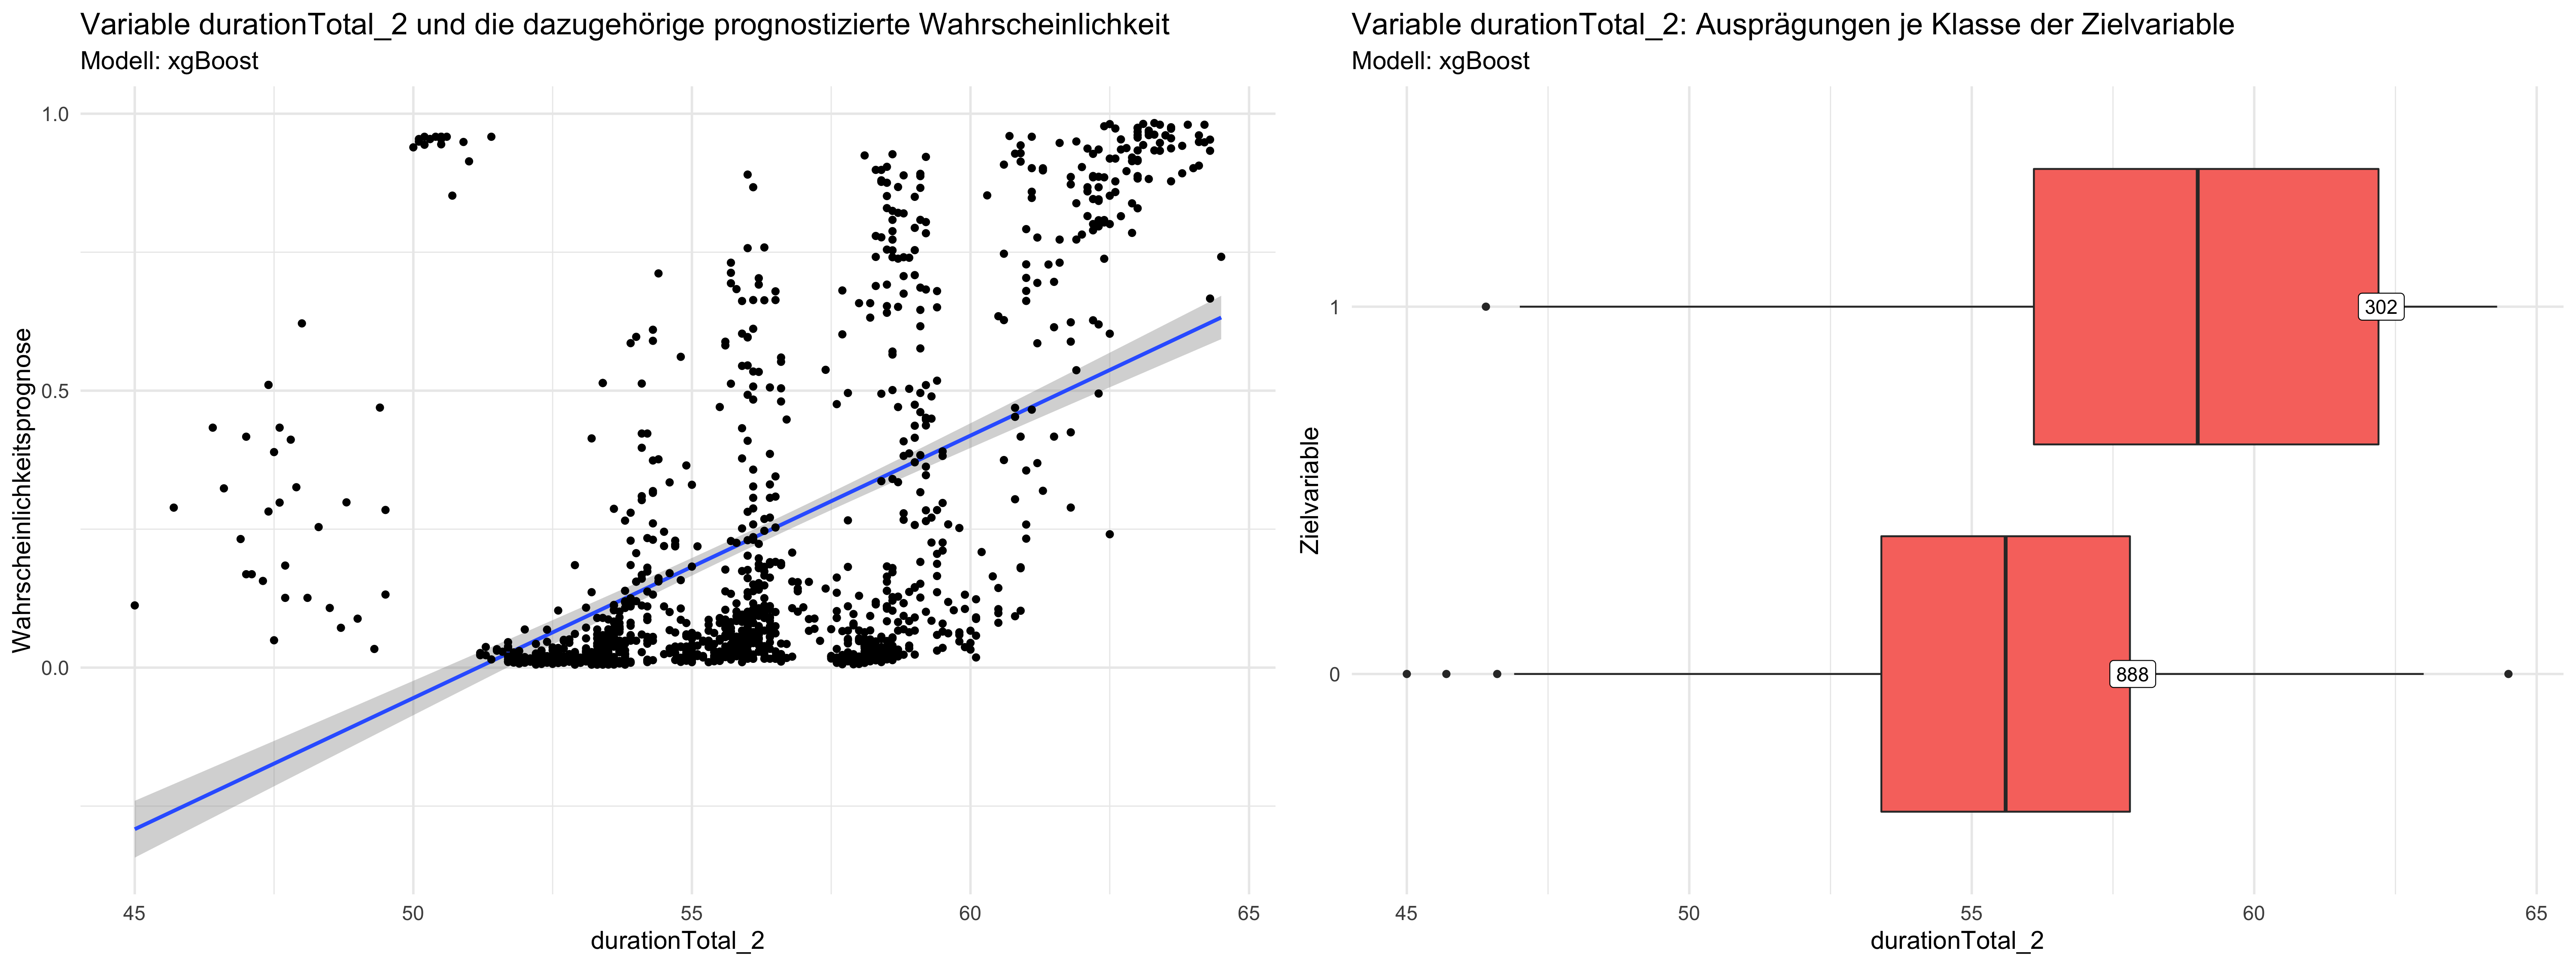 Variable durationTotal_2 und die dazugehörige prognostizierte Wahrscheinlichkeit
Modell: xgBoost
Wahrscheinlichkeitsprognose
1.0
0.5
0.0
45 50 55 60 65
durationTotal_2
Variable durationTotal_2: Ausprägungen je Klasse der Zielvariable
Modell: xgBoost
Zielvariable
1
302
0
888
45 50 55 60 65
durationTotal_2